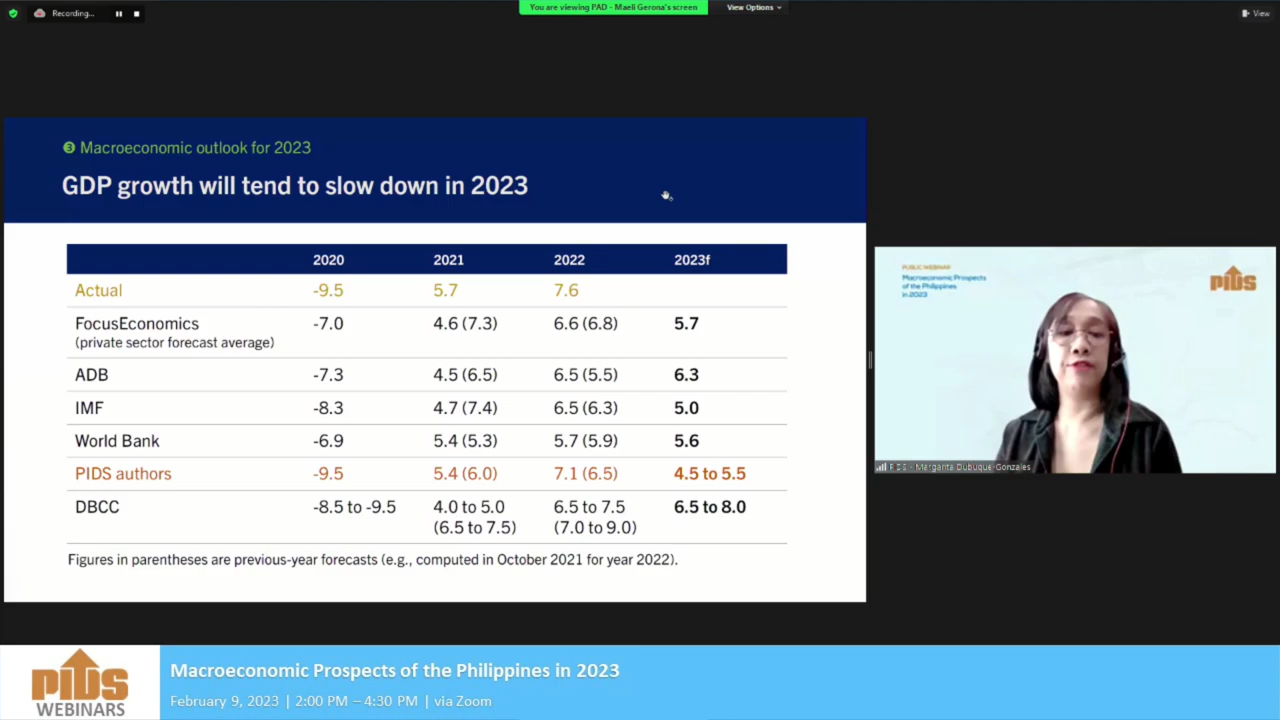 Recording...
You are viewing PAD - Maeli Gerona's screen
View Options
View
❸ Macroeconomic outlook for 2023
GDP growth will tend to slow down in 2023
2020 2021 2022 2023f
Actual -9.5 5.7 7.6
FocusEconomics -7.0 4.6 (7.3) 6.6 (6.8) 5.7
(private sector forecast average)
ADB -7.3 4.5 (6.5) 6.5 (5.5) 6.3
IMF -8.3 4.7 (7.4) 6.5 (6.3) 5.0
World Bank -6.9 5.4 (5.3) 5.7 (5.9) 5.6
PIDS authors -9.5 5.4 (6.0) 7.1 (6.5) 4.5 to 5.5
DBCC -8.5 to -9.5 4.0 to 5.0 6.5 to 7.5 6.5 to 8.0
(6.5 to 7.5) (7.0 to 9.0)
Figures in parentheses are previous-year forecasts (e.g., computed in October 2021 for year 2022).
PUBLIC WEBINAR
Macroeconomic Prospects
of the Philippines
in 2023
PIDS
PIDS - Margarita Debuque-Gonzales
PIDS
WEBINARS
Macroeconomic Prospects of the Philippines in 2023
February 9, 2023 | 2:00 PM – 4:30 PM | via Zoom